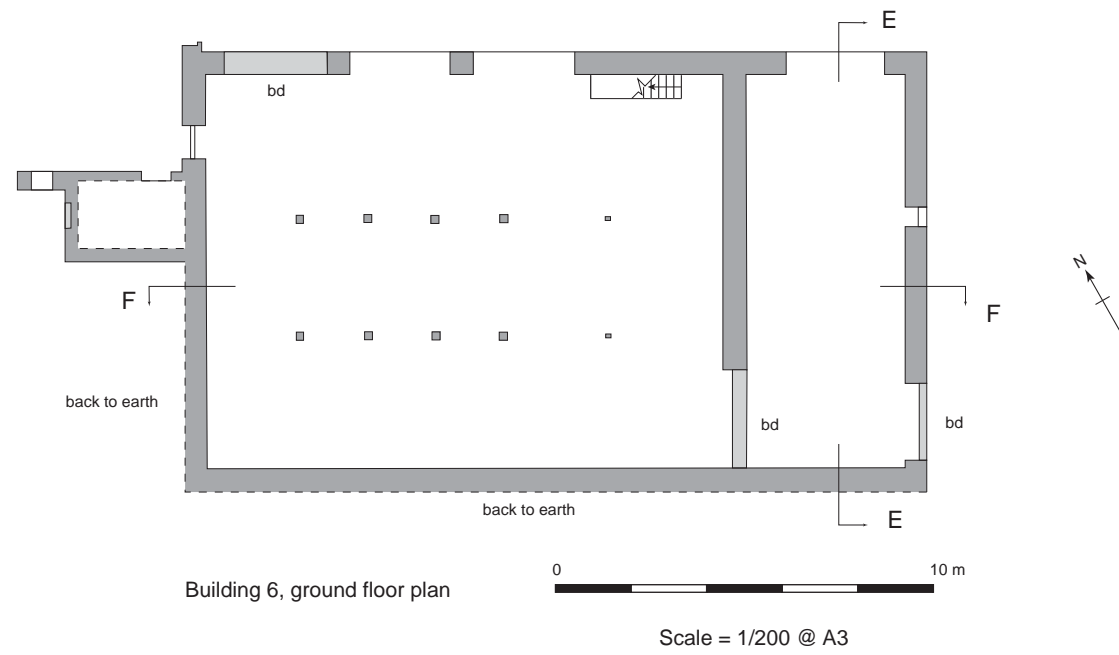 E
bd
N
F
F
back to earth
bd
bd
back to earth
E
Building 6, ground floor plan
0
10 m
Scale = 1/200 @ A3